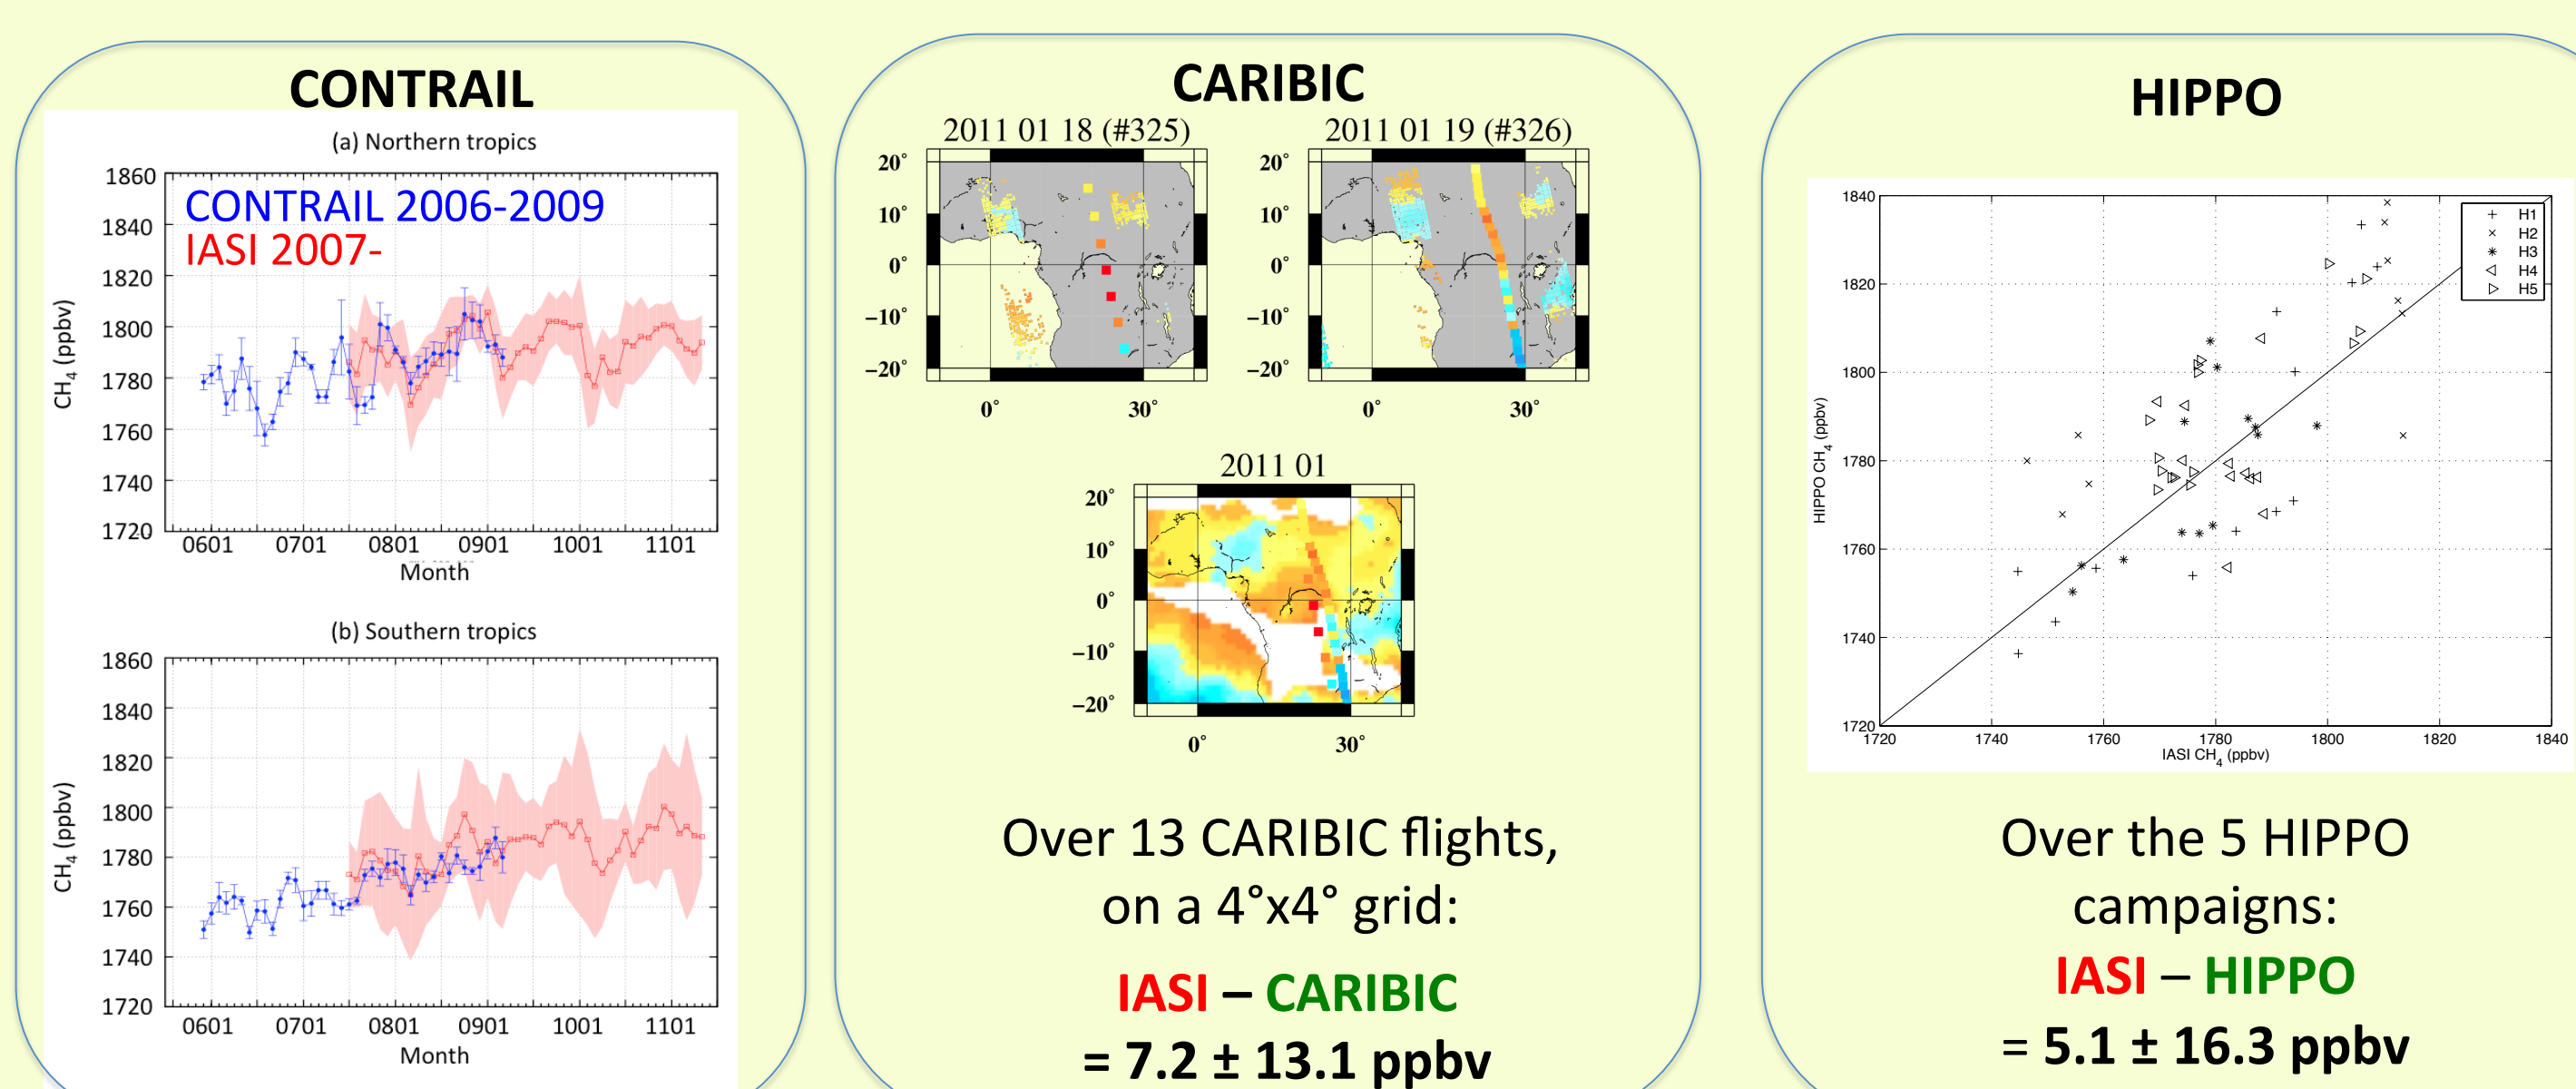 CONTRAIL
(a) Northern tropics
CONTRAIL 2006-2009
IASI 2007-
1860
1840
1820
1800
1780
1760
1740
1720
CH4 (ppbv)
0601 0701 0801 0901 1001 1101
Month
(b) Southern tropics
1860
1840
1820
1800
1780
1760
1740
1720
CH4 (ppbv)
0601 0701 0801 0901 1001 1101
Month
CARIBIC
2011 01 18 (#325)
20°
10°
0°
−10°
−20°
0° 30°
2011 01 19 (#326)
20°
10°
0°
−10°
−20°
0° 30°
2011 01
20°
10°
0°
−10°
−20°
0° 30°
Over 13 CARIBIC flights,
on a 4°x4° grid:
IASI – CARIBIC
= 7.2 ± 13.1 ppbv
HIPPO
1840
1820
1800
1780
1760
1740
1720
HIPPO CH4 (ppbv)
H1
H2
H3
H4
H5
1720 1740 1760 1780 1800 1820 1840
IASI CH4 (ppbv)
Over the 5 HIPPO
campaigns:
IASI – HIPPO
= 5.1 ± 16.3 ppbv